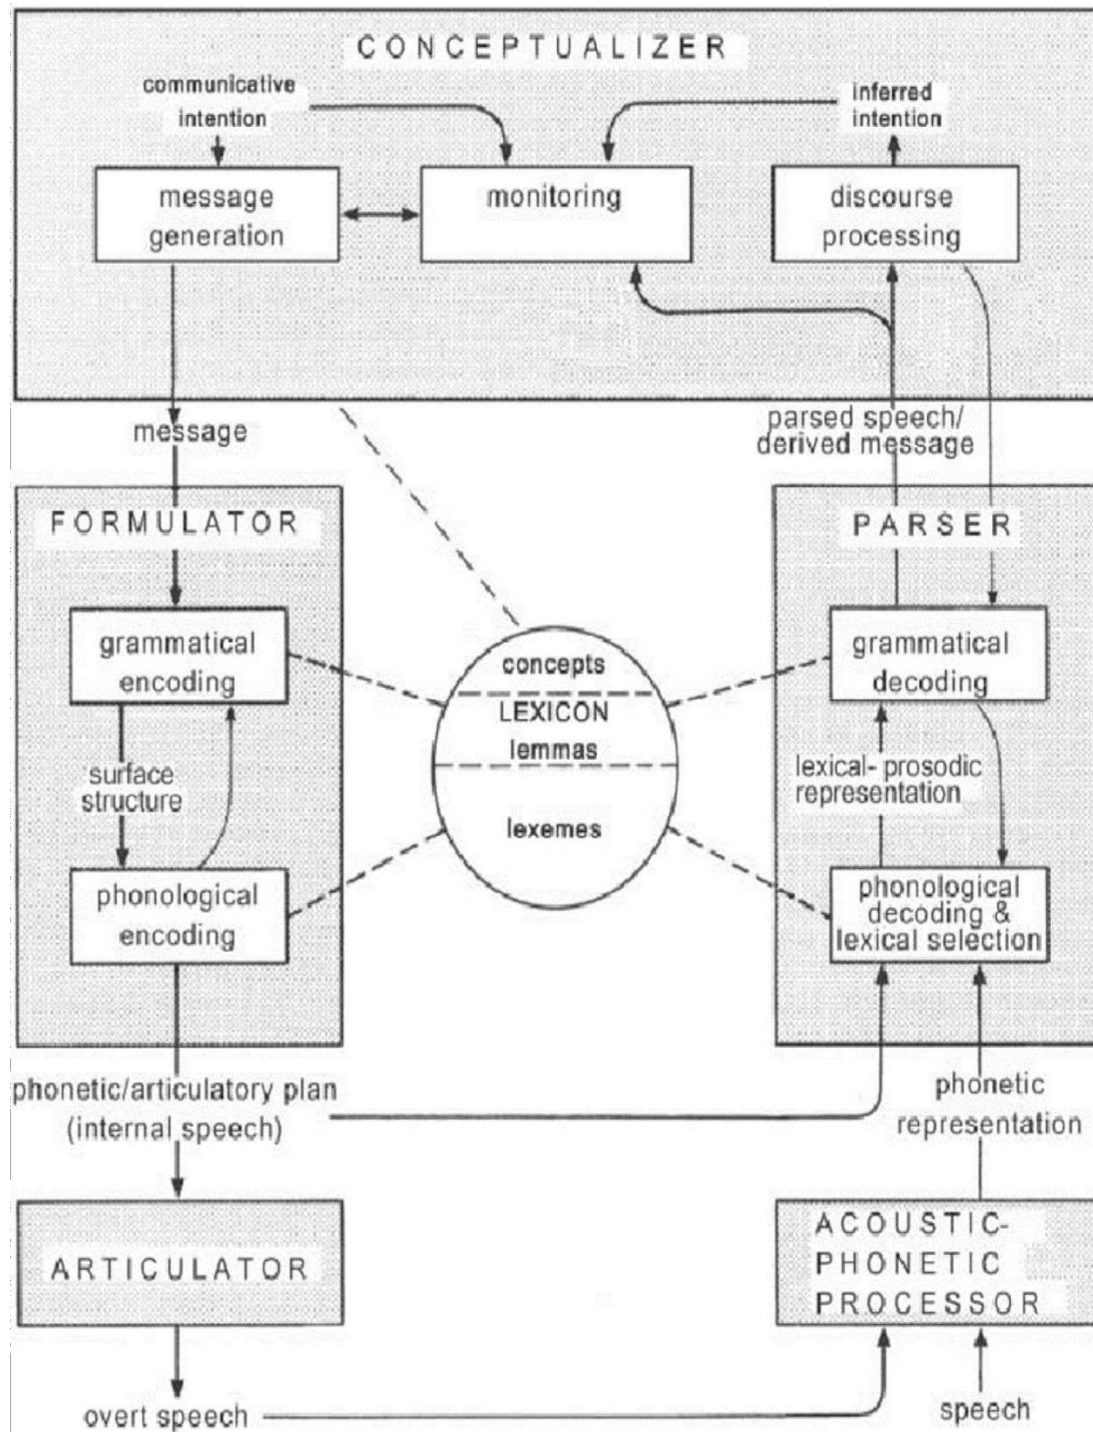 CONCEPTUALIZER
communicative
intention
inferred
intention
message
generation
monitoring
discourse
processing
message
parsed speech/
derived message
FORMULATOR
PARSER
grammatical
encoding
concepts
LEXICON
lemmas
lexemes
grammatical
decoding
surface
structure
lexical-prosodic
representation
phonological
encoding
phonological
decoding &
lexical selection
phonetic/articulatory plan
(internal speech)
phonetic
representation
ARTICULATOR
ACOUSTIC-
PHONETIC
PROCESSOR
overt speech
speech